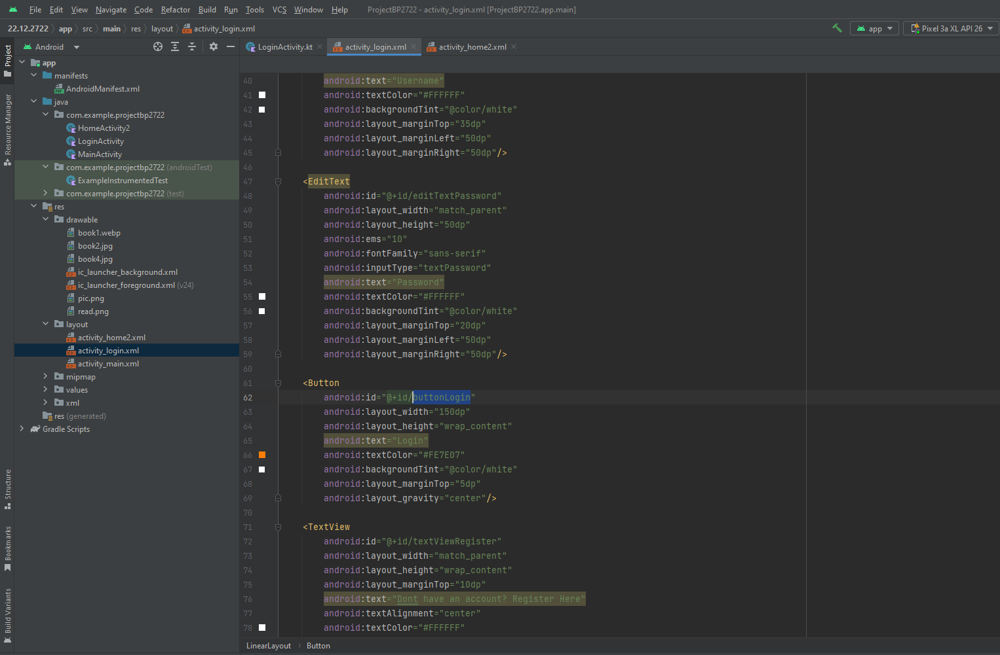 File Edit View Navigate Code Refactor Build Run Tools VCS Window Help ProjectBP2722 - activity_login.xml [ProjectBP2722.app.main]
22.12.2722 app src main res layout activity_login.xml app Pixel 3a XL API 26
Project
Resource Manager
Structure
Bookmarks
Build Variants
Android
app
manifests
AndroidManifest.xml
java
com.example.projectbp2722
HomeActivity2
LoginActivity
MainActivity
com.example.projectbp2722 (androidTest)
ExampleInstrumentedTest
com.example.projectbp2722 (test)
res
drawable
book1.webp
book2.jpg
book4.jpg
ic_launcher_background.xml
ic_launcher_foreground.xml (v24)
pic.png
read.png
layout
activity_home2.xml
activity_login.xml
activity_main.xml
mipmap
values
xml
res (generated)
Gradle Scripts
LoginActivity.kt activity_login.xml activity_home2.xml
40 android:text="Username"
41 android:textColor="#FFFFFF"
42 android:backgroundTint="@color/white"
43 android:layout_marginTop="35dp"
44 android:layout_marginLeft="50dp"
45 android:layout_marginRight="50dp"/>
46
47 <EditText
48 android:id="@+id/editTextPassword"
49 android:layout_width="match_parent"
50 android:layout_height="50dp"
51 android:ems="10"
52 android:fontFamily="sans-serif"
53 android:inputType="textPassword"
54 android:text="Password"
55 android:textColor="#FFFFFF"
56 android:backgroundTint="@color/white"
57 android:layout_marginTop="20dp"
58 android:layout_marginLeft="50dp"
59 android:layout_marginRight="50dp"/>
60
61 <Button
62 android:id="@+id/buttonLogin"
63 android:layout_width="150dp"
64 android:layout_height="wrap_content"
65 android:text="Login"
66 android:textColor="#FE7E07"
67 android:backgroundTint="@color/white"
68 android:layout_marginTop="5dp"
69 android:layout_gravity="center"/>
70
71 <TextView
72 android:id="@+id/textViewRegister"
73 android:layout_width="match_parent"
74 android:layout_height="wrap_content"
75 android:layout_marginTop="10dp"
76 android:text="Dont have an account? Register Here"
77 android:textAlignment="center"
78 android:textColor="#FFFFFF"
LinearLayout Button